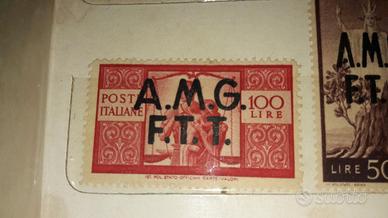 POSTE
ITALIANE
A.M.G.
F.T.T.
100
LIRE
IST. POL. STATO - OFFICINA CARTE-VALORI
A.M.
F.T
LIRE 50
subito